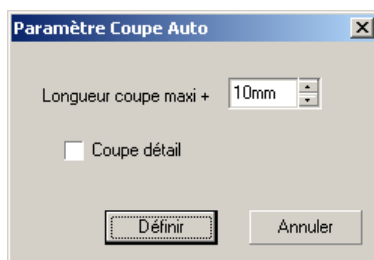 Paramètre Coupe Auto
Longueur coupe maxi + 10mm
Coupe détail
Définir Annuler